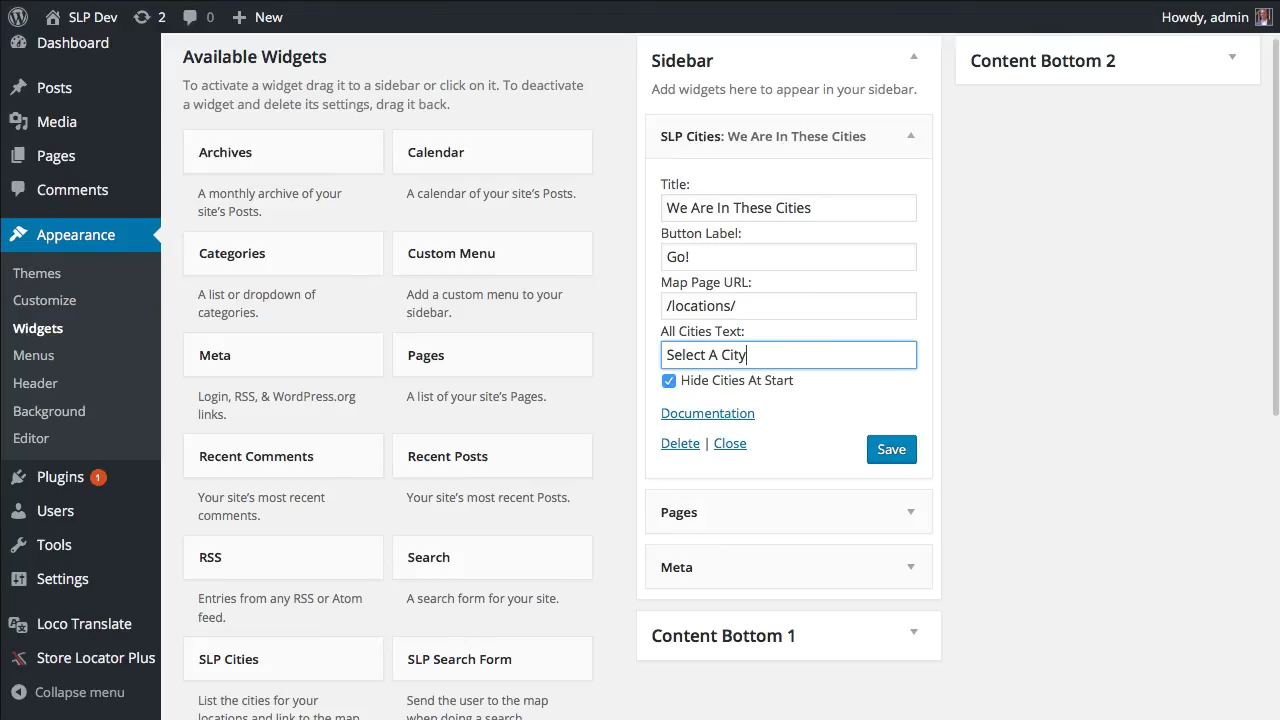 SLP Dev
2
0
New
Howdy, admin
Dashboard
Posts
Media
Pages
Comments
Appearance
Themes
Customize
Widgets
Menus
Header
Background
Editor
Plugins 1
Users
Tools
Settings
Loco Translate
Store Locator Plus
Collapse menu
Available Widgets
To activate a widget drag it to a sidebar or click on it. To deactivate
a widget and delete its settings, drag it back.
Archives
A monthly archive of your
site's Posts.
Calendar
A calendar of your site's Posts.
Categories
A list or dropdown of
categories.
Custom Menu
Add a custom menu to your
sidebar.
Meta
Login, RSS, & WordPress.org
links.
Pages
A list of your site's Pages.
Recent Comments
Your site's most recent
comments.
Recent Posts
Your site's most recent Posts.
RSS
Entries from any RSS or Atom
feed.
Search
A search form for your site.
SLP Cities
List the cities for your
locations and link to the map
SLP Search Form
Send the user to the map
when doing a search
Sidebar
Add widgets here to appear in your sidebar.
SLP Cities: We Are In These Cities
Title:
We Are In These Cities
Button Label:
Go!
Map Page URL:
/locations/
All Cities Text:
Select A City
Hide Cities At Start
Documentation
Delete | Close
Save
Pages
Meta
Content Bottom 1
Content Bottom 2